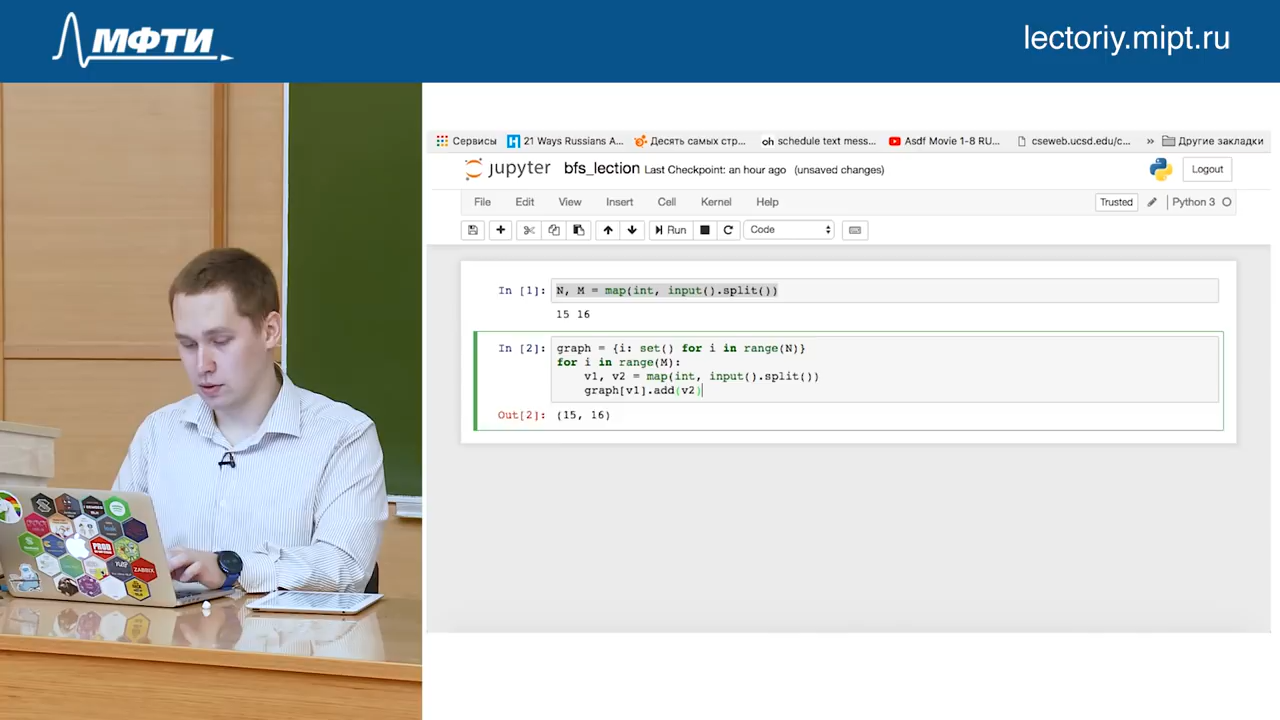 МФТИ
lectoriy.mipt.ru
Сервисы 21 Ways Russians A... Десять самых стр... schedule text mess... Asdf Movie 1-8 RU... cseweb.ucsd.edu/c... » Другие закладки
jupyter bfs_lection Last Checkpoint: an hour ago (unsaved changes) Logout
File Edit View Insert Cell Kernel Help Trusted Python 3
Run Code
In [1]: N, M = map(int, input().split())
15 16
In [2]: graph = {i: set() for i in range(N)}
for i in range(M):
v1, v2 = map(int, input().split())
graph[v1].add(v2)
Out[2]: (15, 16)
PROD
ZABBIX